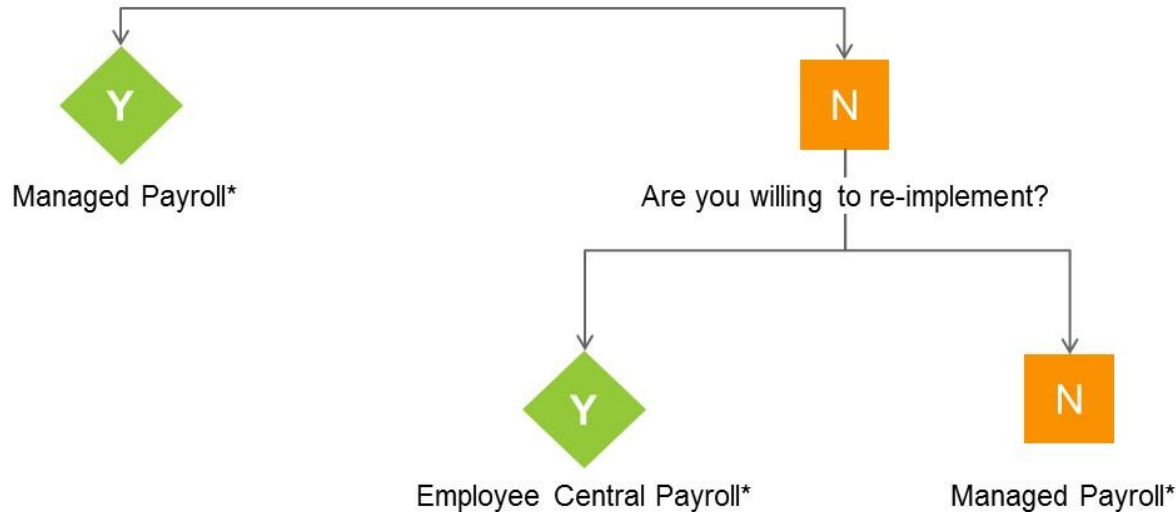 Y
N
Managed Payroll*
Are you willing to re-implement?
Y
N
Employee Central Payroll*
Managed Payroll*